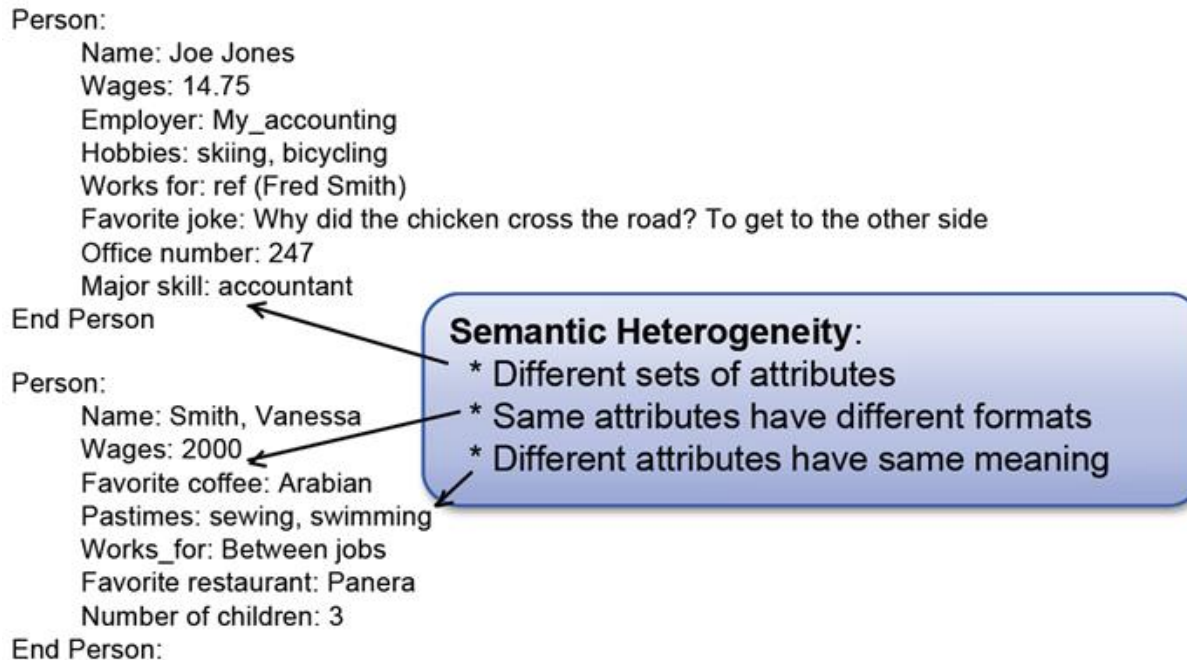 Person:
Name: Joe Jones
Wages: 14.75
Employer: My_accounting
Hobbies: skiing, bicycling
Works for: ref (Fred Smith)
Favorite joke: Why did the chicken cross the road? To get to the other side
Office number: 247
Major skill: accountant
End Person
Person:
Name: Smith, Vanessa
Wages: 2000
Favorite coffee: Arabian
Pastimes: sewing, swimming
Works_for: Between jobs
Favorite restaurant: Panera
Number of children: 3
End Person:
Semantic Heterogeneity:
* Different sets of attributes
* Same attributes have different formats
* Different attributes have same meaning